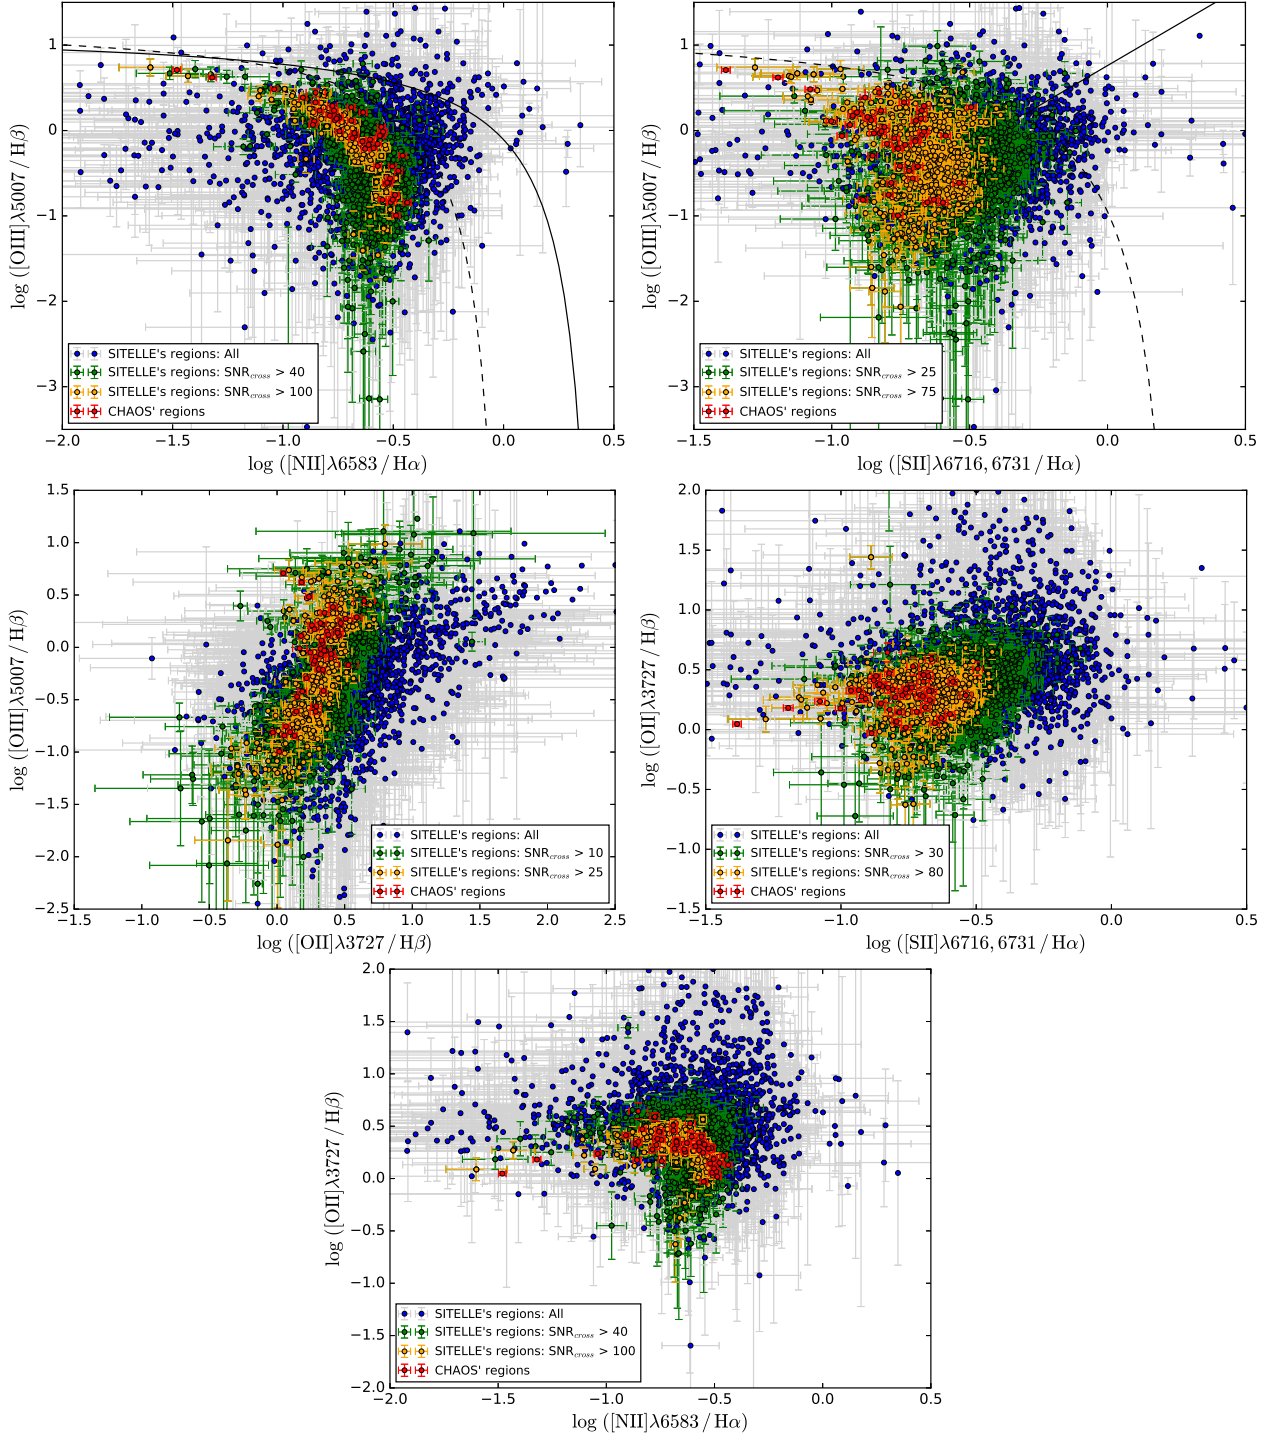 1
0
−1
−2
−3
log ([OIII]λ5007 / Hβ)
−2.0 −1.5 −1.0 −0.5 0.0 0.5
log ([NII]λ6583 / Hα)
SITELLE's regions: All
SITELLE's regions: SNRcross > 40
SITELLE's regions: SNRcross > 100
CHAOS' regions
1
0
−1
−2
−3
log ([OIII]λ5007 / Hβ)
−1.5 −1.0 −0.5 0.0 0.5
log ([SII]λ6716, 6731 / Hα)
SITELLE's regions: All
SITELLE's regions: SNRcross > 25
SITELLE's regions: SNRcross > 75
CHAOS' regions
1.5
1.0
0.5
0.0
−0.5
−1.0
−1.5
−2.0
−2.5
log ([OIII]λ5007 / Hβ)
−1.5 −1.0 −0.5 0.0 0.5 1.0 1.5 2.0 2.5
log ([OII]λ3727 / Hβ)
SITELLE's regions: All
SITELLE's regions: SNRcross > 10
SITELLE's regions: SNRcross > 25
CHAOS' regions
2.0
1.5
1.0
0.5
0.0
−0.5
−1.0
−1.5
log ([OII]λ3727 / Hβ)
−1.5 −1.0 −0.5 0.0 0.5
log ([SII]λ6716, 6731 / Hα)
SITELLE's regions: All
SITELLE's regions: SNRcross > 30
SITELLE's regions: SNRcross > 80
CHAOS' regions
2.0
1.5
1.0
0.5
0.0
−0.5
−1.0
−1.5
−2.0
log ([OII]λ3727 / Hβ)
−2.0 −1.5 −1.0 −0.5 0.0 0.5
log ([NII]λ6583 / Hα)
SITELLE's regions: All
SITELLE's regions: SNRcross > 40
SITELLE's regions: SNRcross > 100
CHAOS' regions